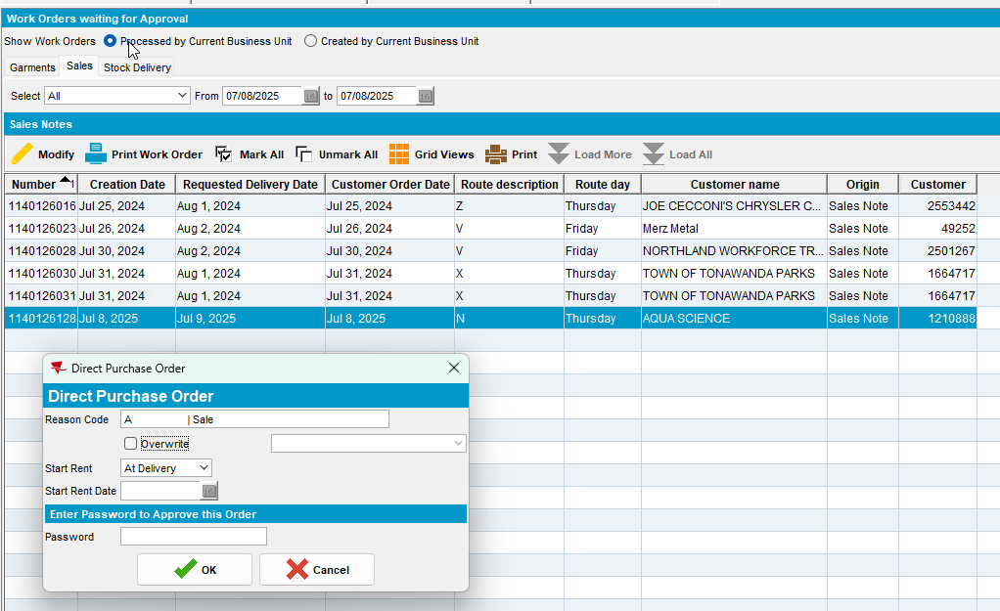 Work Orders waiting for Approval
Show Work Orders Processed by Current Business Unit Created by Current Business Unit
Garments Sales Stock Delivery
Select All From 07/08/2025 16 to 07/08/2025 16
Sales Notes
Modify Print Work Order Mark All Unmark All Grid Views Print Load More Load All
Number 1 Creation Date Requested Delivery Date Customer Order Date Route description Route day Customer name Origin Customer
1140126016 Jul 25, 2024 Aug 1, 2024 Jul 25, 2024 Z Thursday JOE CECCONI'S CHRYSLER C... Sales Note 2553442
1140126023 Jul 26, 2024 Aug 2, 2024 Jul 26, 2024 V Friday Merz Metal Sales Note 49252
1140126028 Jul 30, 2024 Aug 2, 2024 Jul 30, 2024 V Friday NORTHLAND WORKFORCE TR... Sales Note 2501267
1140126030 Jul 31, 2024 Aug 1, 2024 Jul 31, 2024 X Thursday TOWN OF TONAWANDA PARKS Sales Note 1664717
1140126031 Jul 31, 2024 Aug 1, 2024 Jul 31, 2024 X Thursday TOWN OF TONAWANDA PARKS Sales Note 1664717
1140126128 Jul 8, 2025 Jul 9, 2025 Jul 8, 2025 N Thursday AQUA SCIENCE Sales Note 1210888
Direct Purchase Order
Direct Purchase Order
Reason Code A | Sale
Overwrite
Start Rent At Delivery
Start Rent Date 16
Enter Password to Approve this Order
Password
OK Cancel